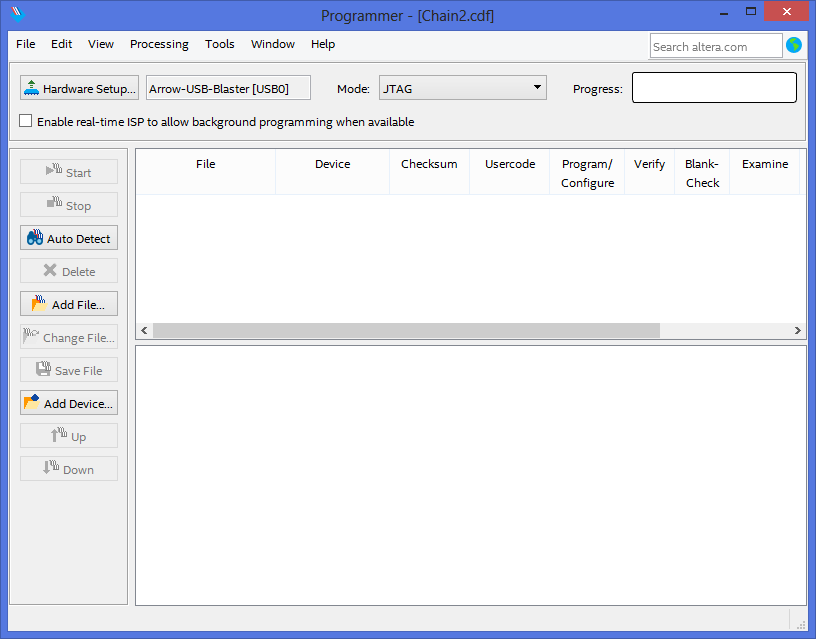 Programmer - [Chain2.cdf]
File Edit View Processing Tools Window Help
Search altera.com
Hardware Setup... Arrow-USB-Blaster [USB0] Mode: JTAG Progress:
Enable real-time ISP to allow background programming when available
Start
Stop
Auto Detect
Delete
Add File...
Change File...
Save File
Add Device...
Up
Down
File Device Checksum Usercode Program/ Verify Blank- Examine
Configure Check